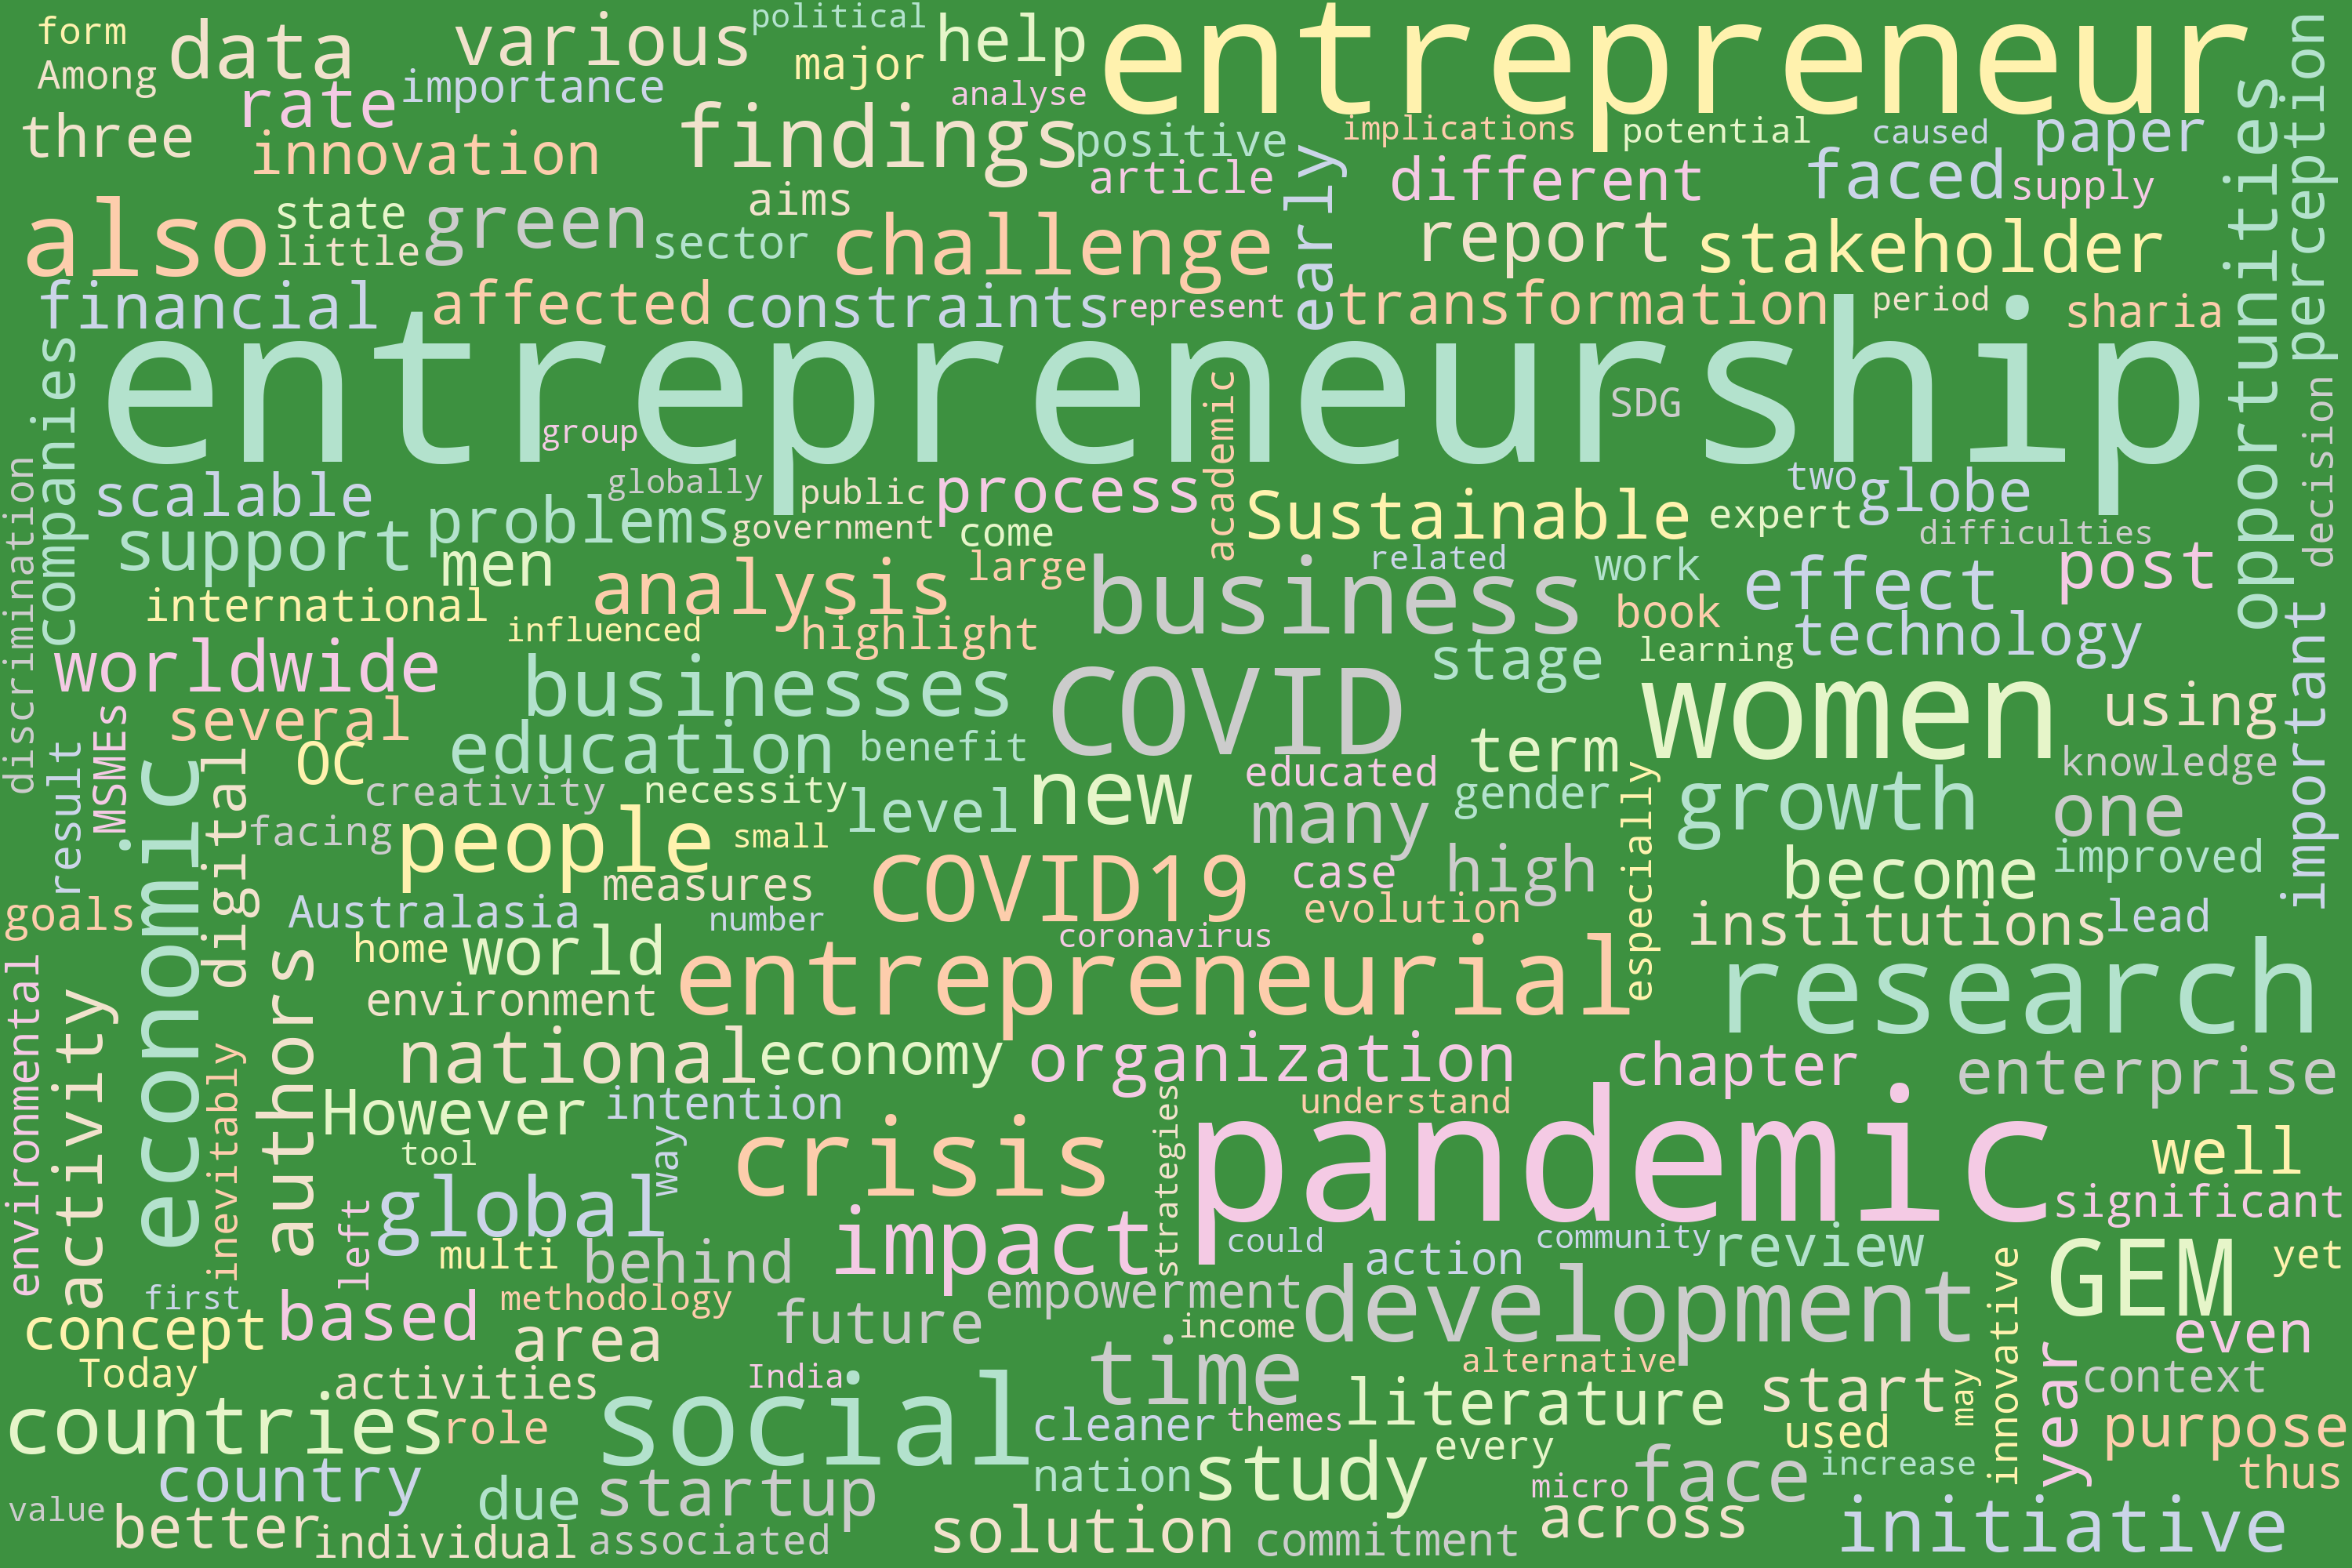 form
Among
data
various
political
major
help
entrepreneur
perception
rate
importance
analyse
three
innovation
findings
positive
implications
potential
caused
paper
opportunities
article
early
different
faced
supply
also
state
little
green
aims
sector
challenge
report
stakeholder
financial
affected
constraints
represent
transformation
period
sharia
companies
entrepreneurship
group
SDG
academic
decision
discrimination
scalable
globally
public
process
Sustainable
two
globe
expert
support
problems
government
come
difficulties
men
analysis
large
business
related
work
effect
post
international
influenced
highlight
book
technology
important
worldwide
businesses
COVID
stage
learning
women
using
several
MSMEs
result
digital
OC
education
benefit
term
knowledge
economic
creativity
necessity
level
new
educated
many
gender
especially
growth
one
facing
people
small
measures
COVID19
case
high
become
improved
goals
Australasia
number
evolution
institutions
lead
home
world
coronavirus
environmental
activity
authors
environment
entrepreneurial
research
national
economy
organization
chapter
enterprise
inevitably
However
intention
understand
pandemic
tool
way
crisis
strategies
well
left
global
impact
significant
multi
behind
could
action
community
review
GEM
yet
first
methodology
empowerment
development
innovative
concept
based
area
future
income
even
Today
activities
India
time
alternative
year
context
countries
role
social
cleaner
themes
literature
start
may
used
purpose
country
due
startup
nation
study
every
micro
face
increase
thus
value
better
individual
associated
solution
commitment
across
initiative